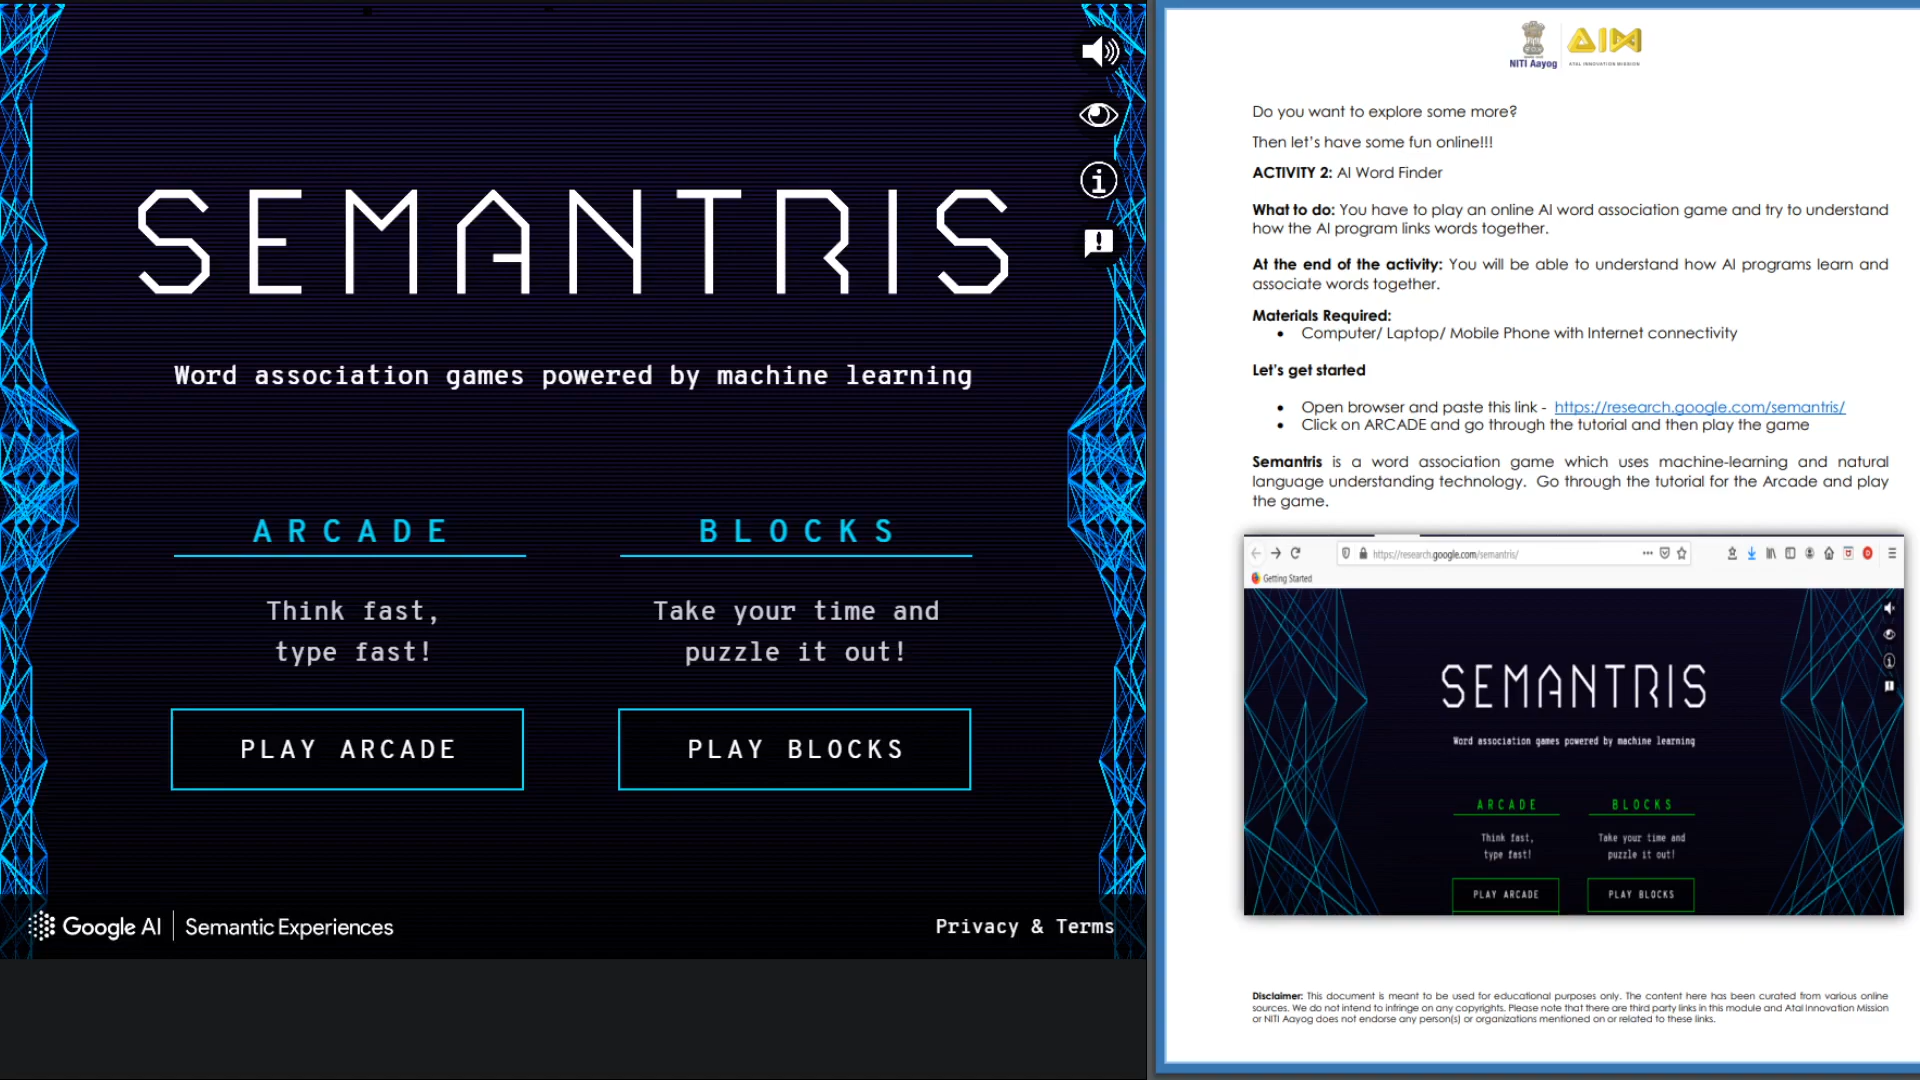 SEMANTRIS
Word association games powered by machine learning
ARCADE
Think fast,
type fast!
PLAY ARCADE
BLOCKS
Take your time and
puzzle it out!
PLAY BLOCKS
Google AI | Semantic Experiences
Privacy & Terms
NITI Aayog
AIM
ATAL INNOVATION MISSION
Do you want to explore some more?
Then let's have some fun online!!!
ACTIVITY 2: AI Word Finder
What to do: You have to play an online AI word association game and try to understand
how the AI program links words together.
At the end of the activity: You will be able to understand how AI programs learn and
associate words together.
Materials Required:
• Computer/ Laptop/ Mobile Phone with Internet connectivity
Let's get started
• Open browser and paste this link - https://research.google.com/semantris/
• Click on ARCADE and go through the tutorial and then play the game
Semantris is a word association game which uses machine-learning and natural
language understanding technology. Go through the tutorial for the Arcade and play
the game.
https://research.google.com/semantris/
Getting Started
SEMANTRIS
Word association games powered by machine learning
ARCADE
Think fast,
type fast!
PLAY ARCADE
BLOCKS
Take your time and
puzzle it out!
PLAY BLOCKS
Disclaimer: This document is meant to be used for educational purposes only. The content here has been curated from various online
sources. We do not intend to infringe on any copyrights. Please note that there are third party links in this module and Atal Innovation Mission
or NITI Aayog does not endorse any person(s) or organizations mentioned on or related to these links.